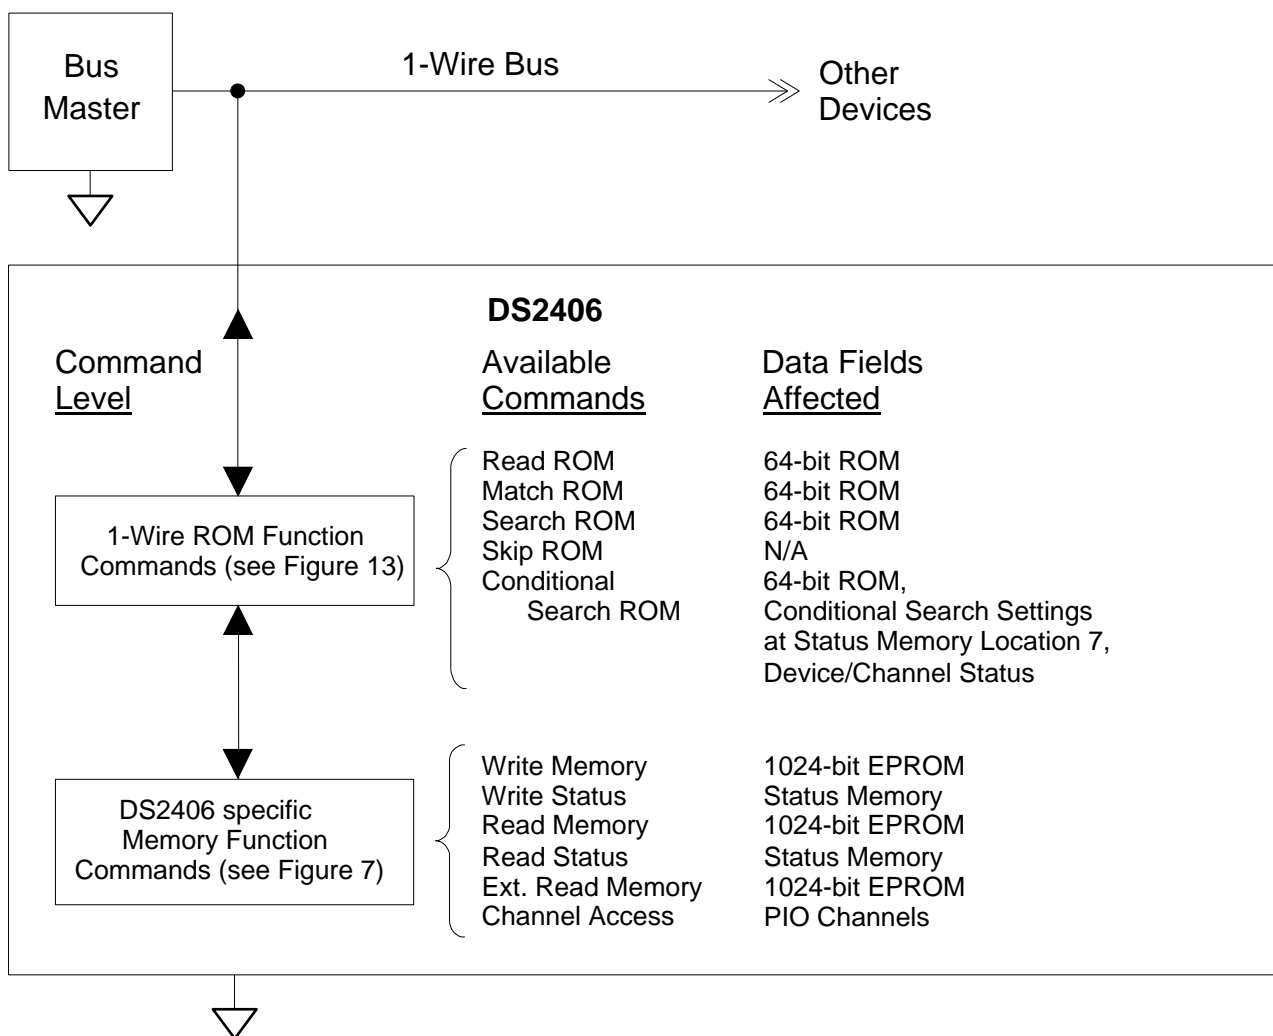 Bus
Master
1-Wire Bus
Other
Devices
DS2406
Command
Level
Available
Commands
Data Fields
Affected
1-Wire ROM Function
Commands (see Figure 13)
Read ROM 64-bit ROM
Match ROM 64-bit ROM
Search ROM 64-bit ROM
Skip ROM N/A
Conditional 64-bit ROM,
Search ROM Conditional Search Settings
at Status Memory Location 7,
Device/Channel Status
DS2406 specific
Memory Function
Commands (see Figure 7)
Write Memory 1024-bit EPROM
Write Status Status Memory
Read Memory 1024-bit EPROM
Read Status Status Memory
Ext. Read Memory 1024-bit EPROM
Channel Access PIO Channels